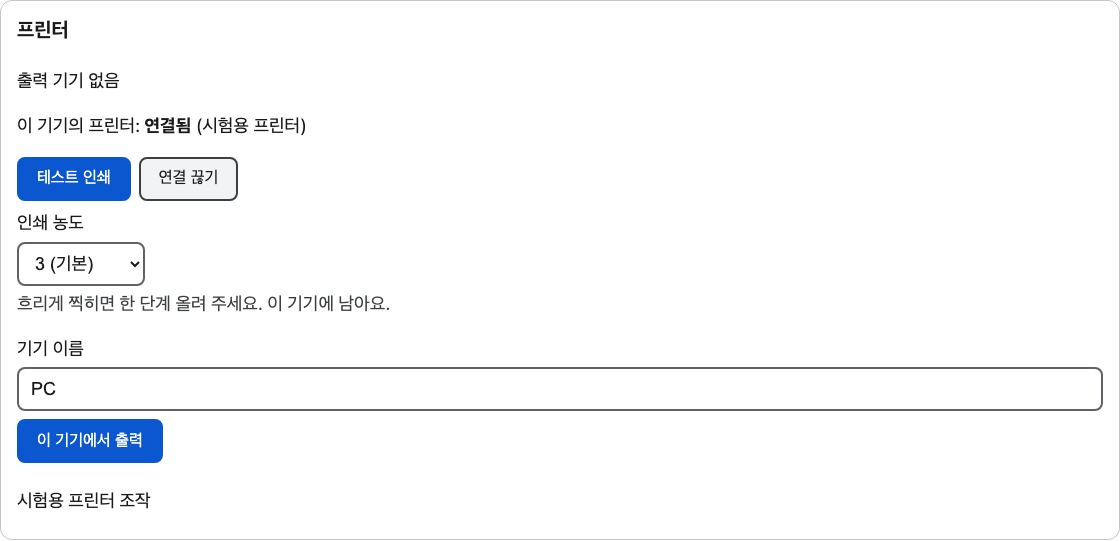 프린터
출력 기기 없음
이 기기의 프린터: 연결됨 (시험용 프린터)
테스트 인쇄 연결 끊기
인쇄 농도
3 (기본)
흐리게 찍히면 한 단계 올려 주세요. 이 기기에 남아요.
기기 이름
PC
이 기기에서 출력
시험용 프린터 조작